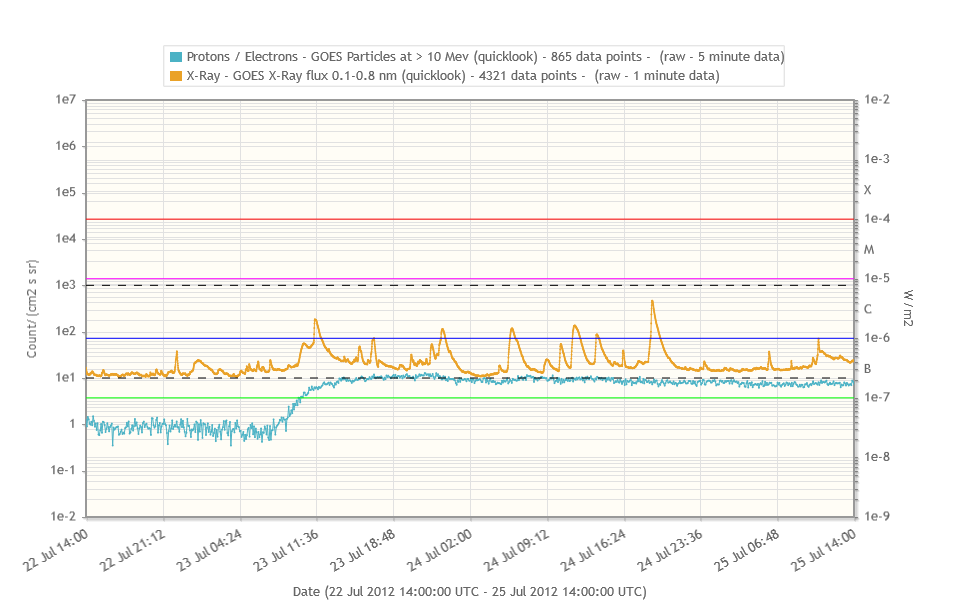 Protons / Electrons - GOES Particles at > 10 Mev (quicklook) - 865 data points -  (raw - 5 minute data)
X-Ray - GOES X-Ray flux 0.1-0.8 nm (quicklook) - 4321 data points -  (raw - 1 minute data)
1e7
1e6
1e5
1e4
1e3
1e2
1e1
1
1e-1
1e-2
Count/ (cm2 s sr)
1e-2
1e-3
X
1e-4
M
1e-5
C
1e-6
B
1e-7
1e-8
1e-9
W / m2
22 Jul 14:00
22 Jul 21:12
23 Jul 04:24
23 Jul 11:36
23 Jul 18:48
24 Jul 02:00
24 Jul 09:12
24 Jul 16:24
24 Jul 23:36
25 Jul 06:48
25 Jul 14:00
Date (22 Jul 2012 14:00:00 UTC - 25 Jul 2012 14:00:00 UTC)